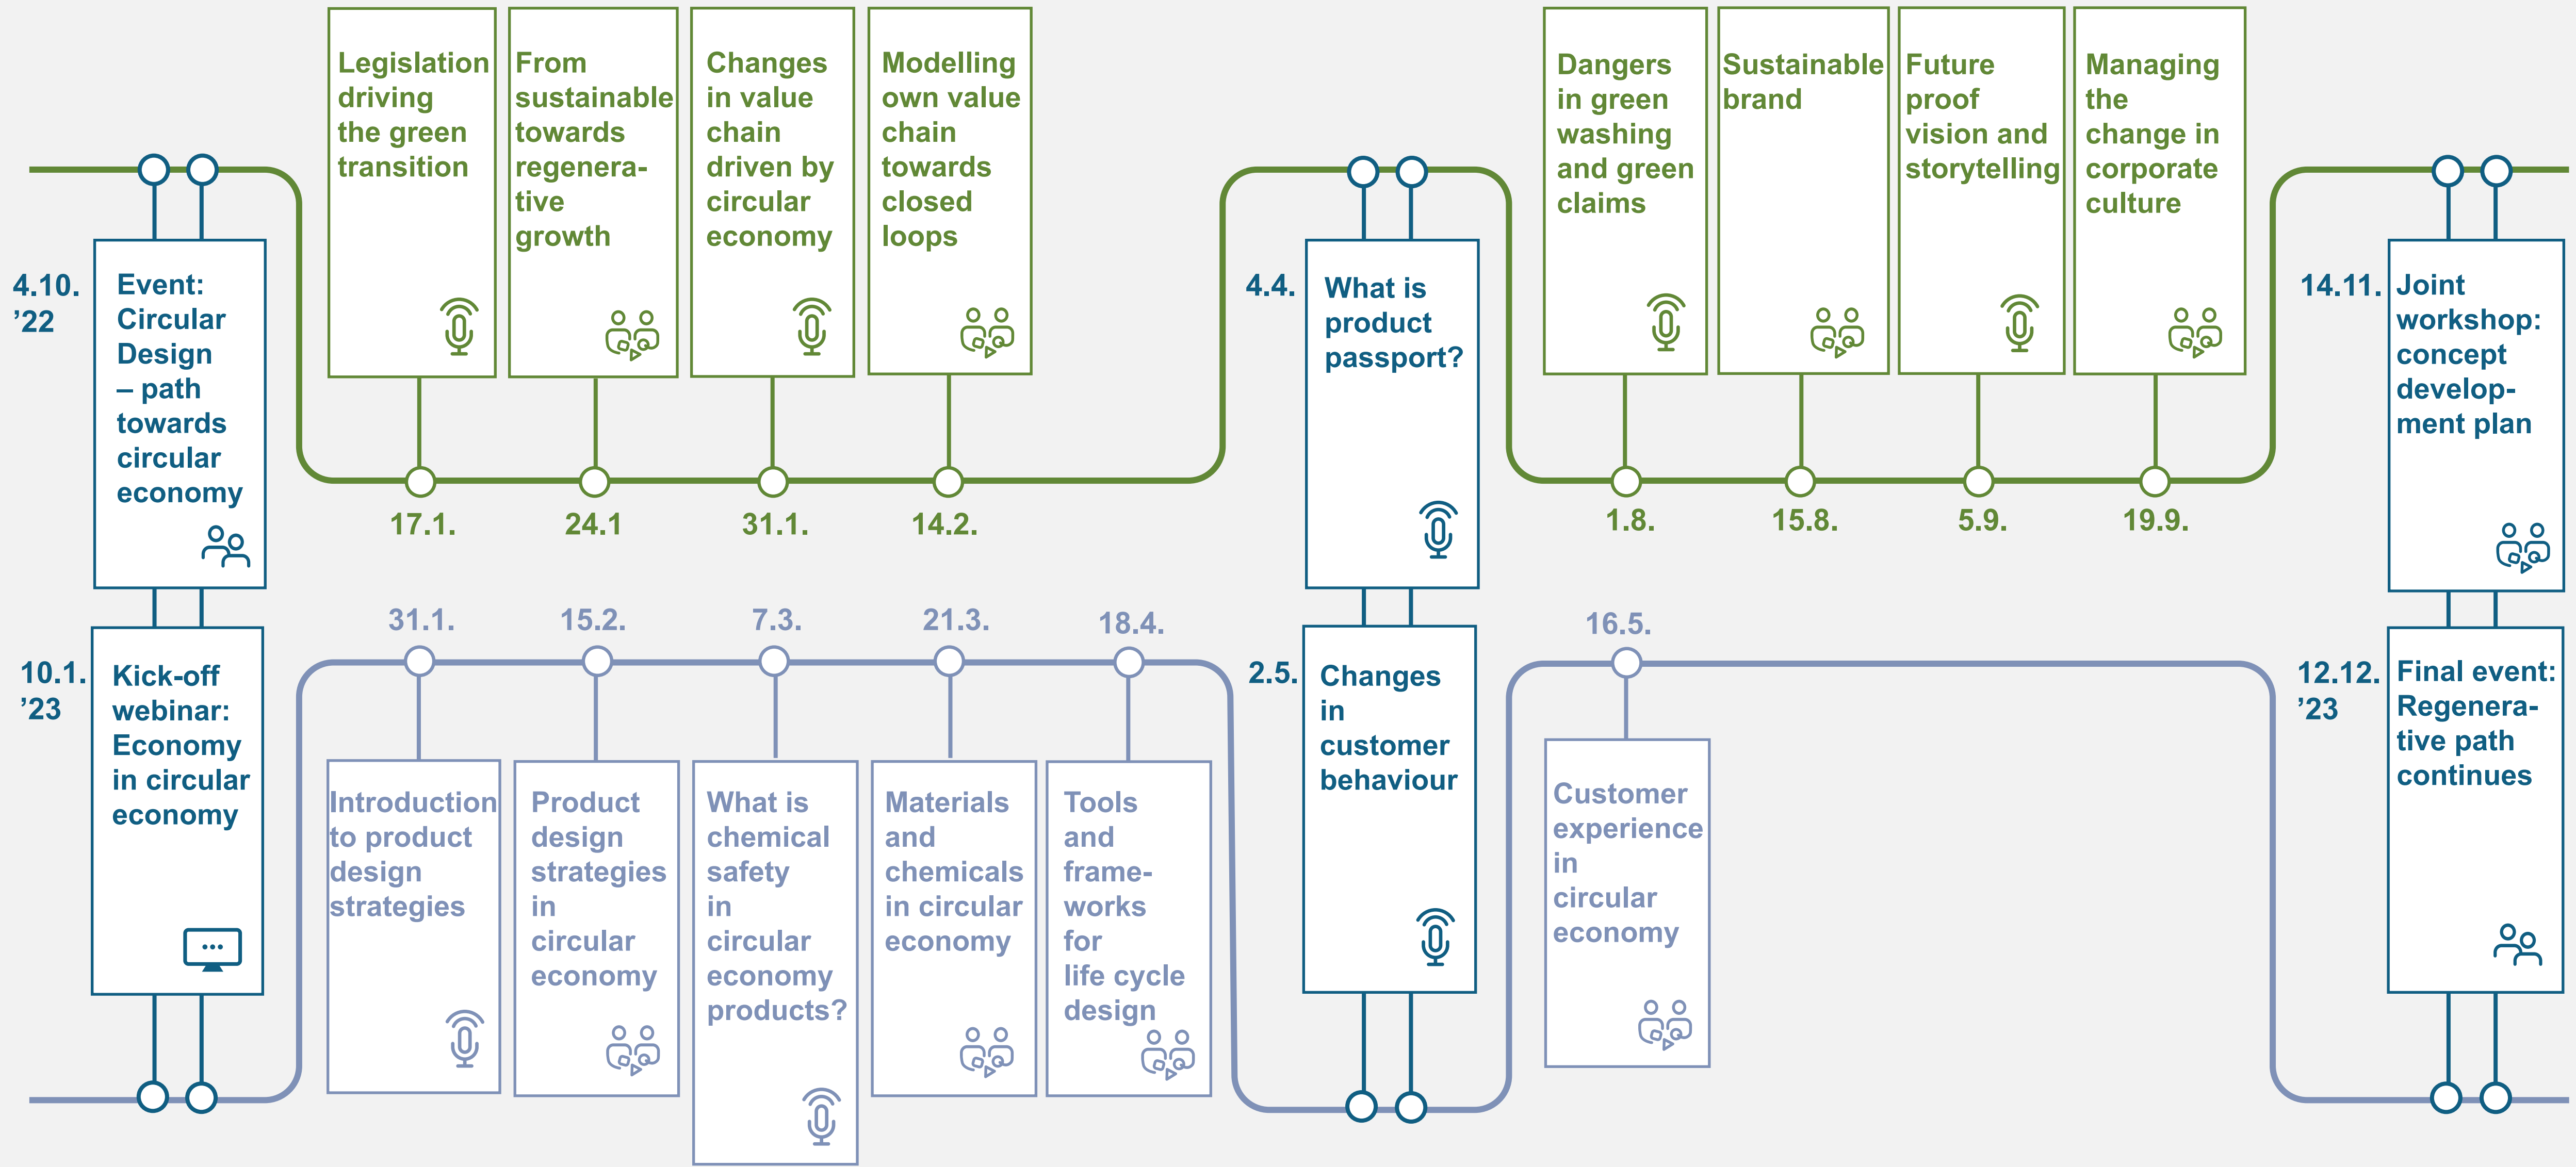 4.10.
’22
Event:
Circular
Design
– path
towards
circular
economy
10.1.
’23
Kick-off
webinar:
Economy
in circular
economy
Legislation
driving
the green
transition
17.1.
From
sustainable
towards
regenera-
tive
growth
24.1
Changes
in value
chain
driven by
circular
economy
31.1.
Modelling
own value
chain
towards
closed
loops
14.2.
31.1.
Introduction
to product
design
strategies
15.2.
Product
design
strategies
in
circular
economy
7.3.
What is
chemical
safety
in
circular
economy
products?
21.3.
Materials
and
chemicals
in circular
economy
18.4.
Tools
and
frame-
works
for
life cycle
design
4.4.
What is
product
passport?
2.5.
Changes
in
customer
behaviour
Dangers
in green
washing
and green
claims
1.8.
Sustainable
brand
15.8.
Future
proof
vision and
storytelling
5.9.
Managing
the
change in
corporate
culture
19.9.
16.5.
Customer
experience
in
circular
economy
14.11.
Joint
workshop:
concept
develop-
ment plan
12.12.
’23
Final event:
Regenera-
tive path
continues